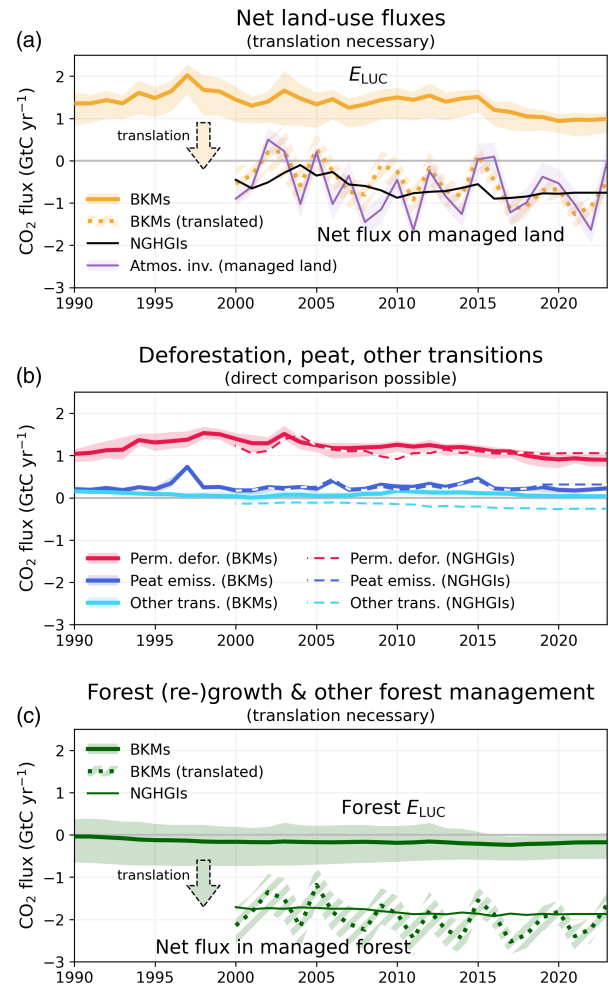 (a)
Net land-use fluxes
(translation necessary)
CO₂ flux (GtC yr⁻¹)
2
1
0
−1
−2
−3
E_LUC
translation
BKMs
BKMs (translated)
NGHGIs
Atmos. inv. (managed land)
Net flux on managed land
1990 1995 2000 2005 2010 2015 2020
(b)
Deforestation, peat, other transitions
(direct comparison possible)
CO₂ flux (GtC yr⁻¹)
2
1
0
−1
−2
−3
Perm. defor. (BKMs) Perm. defor. (NGHGIs)
Peat emiss. (BKMs) Peat emiss. (NGHGIs)
Other trans. (BKMs) Other trans. (NGHGIs)
1990 1995 2000 2005 2010 2015 2020
(c)
Forest (re-)growth & other forest management
(translation necessary)
CO₂ flux (GtC yr⁻¹)
2
1
0
−1
−2
−3
BKMs
BKMs (translated)
NGHGIs
Forest E_LUC
translation
Net flux in managed forest
1990 1995 2000 2005 2010 2015 2020